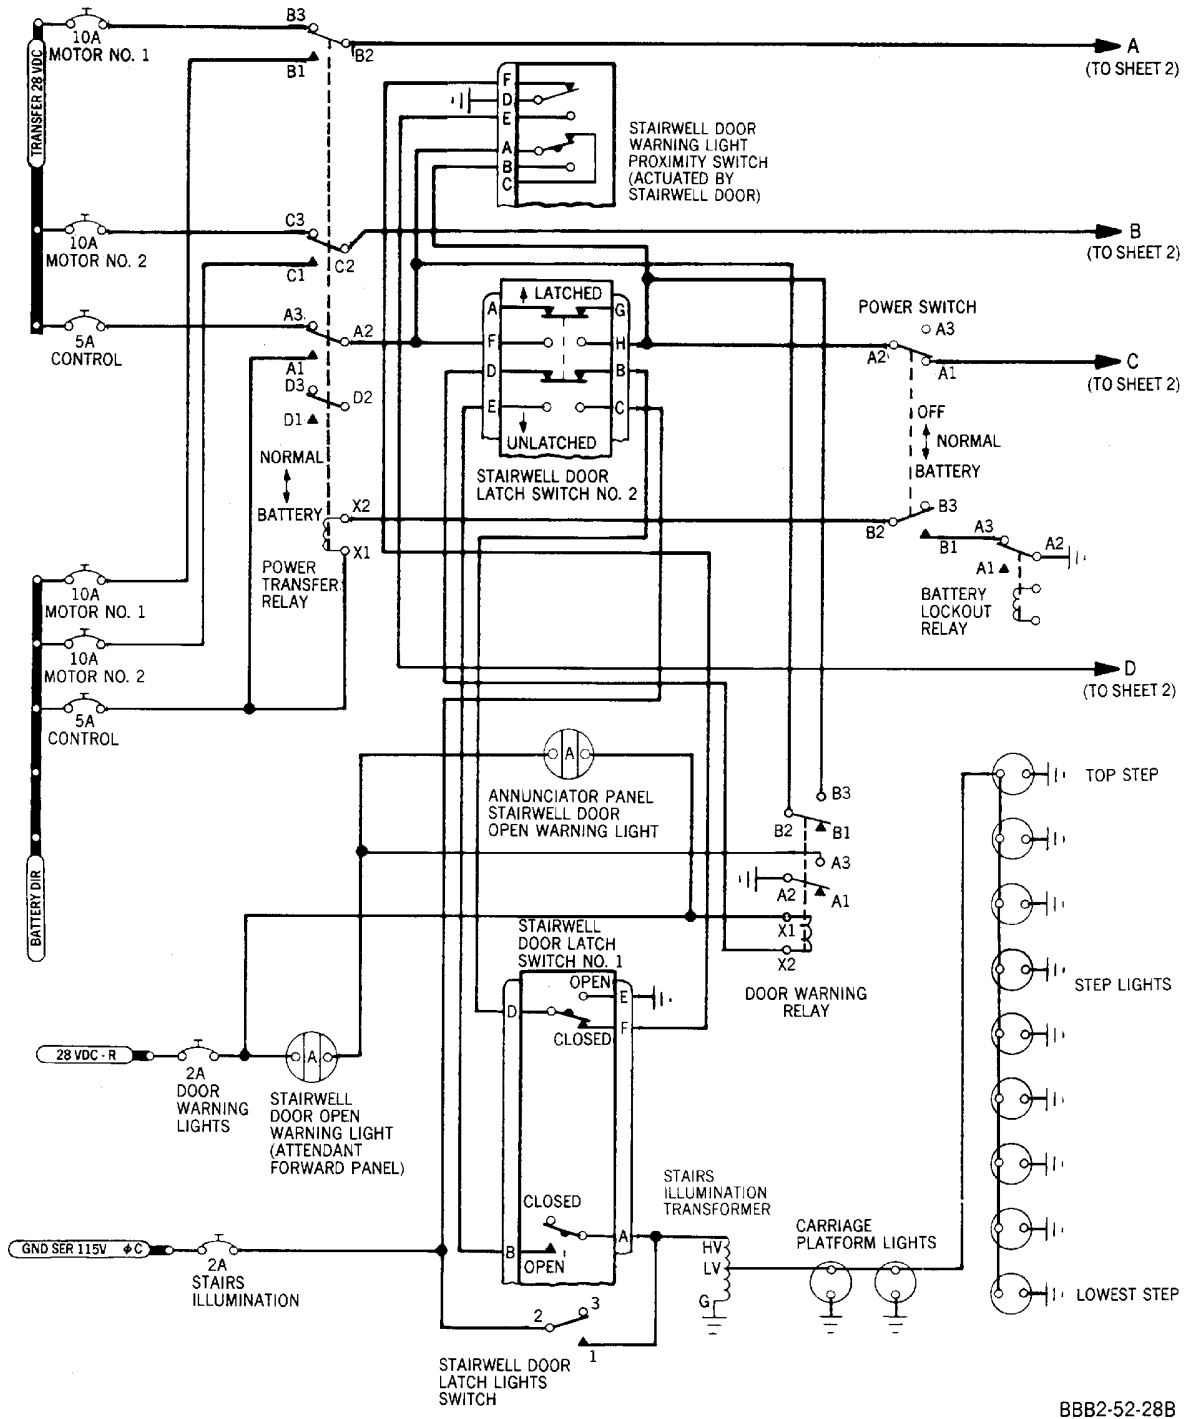 B3
10A
MOTOR NO. 1
B2
B1
A
(TO SHEET 2)
TRANSFER 28 VDC
F
D
E
A
B
C
STAIRWELL DOOR
WARNING LIGHT
PROXIMITY SWITCH
(ACTUATED BY
STAIRWELL DOOR)
C3
10A
MOTOR NO. 2
C2
C1
B
(TO SHEET 2)
LATCHED
A
G
F
H
D
B
E
C
UNLATCHED
STAIRWELL DOOR
LATCH SWITCH NO. 2
A3
5A
CONTROL
A2
A1
D3
D2
D1
NORMAL
BATTERY
X2
X1
POWER
TRANSFER
RELAY
POWER SWITCH
A3
A2
A1
C
(TO SHEET 2)
OFF
NORMAL
BATTERY
B3
B2
B1
A3
A2
A1
BATTERY
LOCKOUT
RELAY
10A
MOTOR NO. 1
10A
MOTOR NO. 2
5A
CONTROL
BATTERY DIR
D
(TO SHEET 2)
A
ANNUNCIATOR PANEL
STAIRWELL DOOR
OPEN WARNING LIGHT
B3
B2
B1
A3
A2
A1
X1
X2
DOOR WARNING
RELAY
TOP STEP
STEP LIGHTS
LOWEST STEP
STAIRWELL
DOOR LATCH
SWITCH NO. 1
OPEN
E
D
F
CLOSED
28 VDC - R
2A
DOOR
WARNING
LIGHTS
A
STAIRWELL
DOOR OPEN
WARNING LIGHT
(ATTENDANT
FORWARD PANEL)
CLOSED
A
B
OPEN
STAIRS
ILLUMINATION
TRANSFORMER
HV
LV
G
CARRIAGE
PLATFORM LIGHTS
GND SER 115V φC
2A
STAIRS
ILLUMINATION
2
3
1
STAIRWELL DOOR
LATCH LIGHTS
SWITCH
BBB2-52-28B